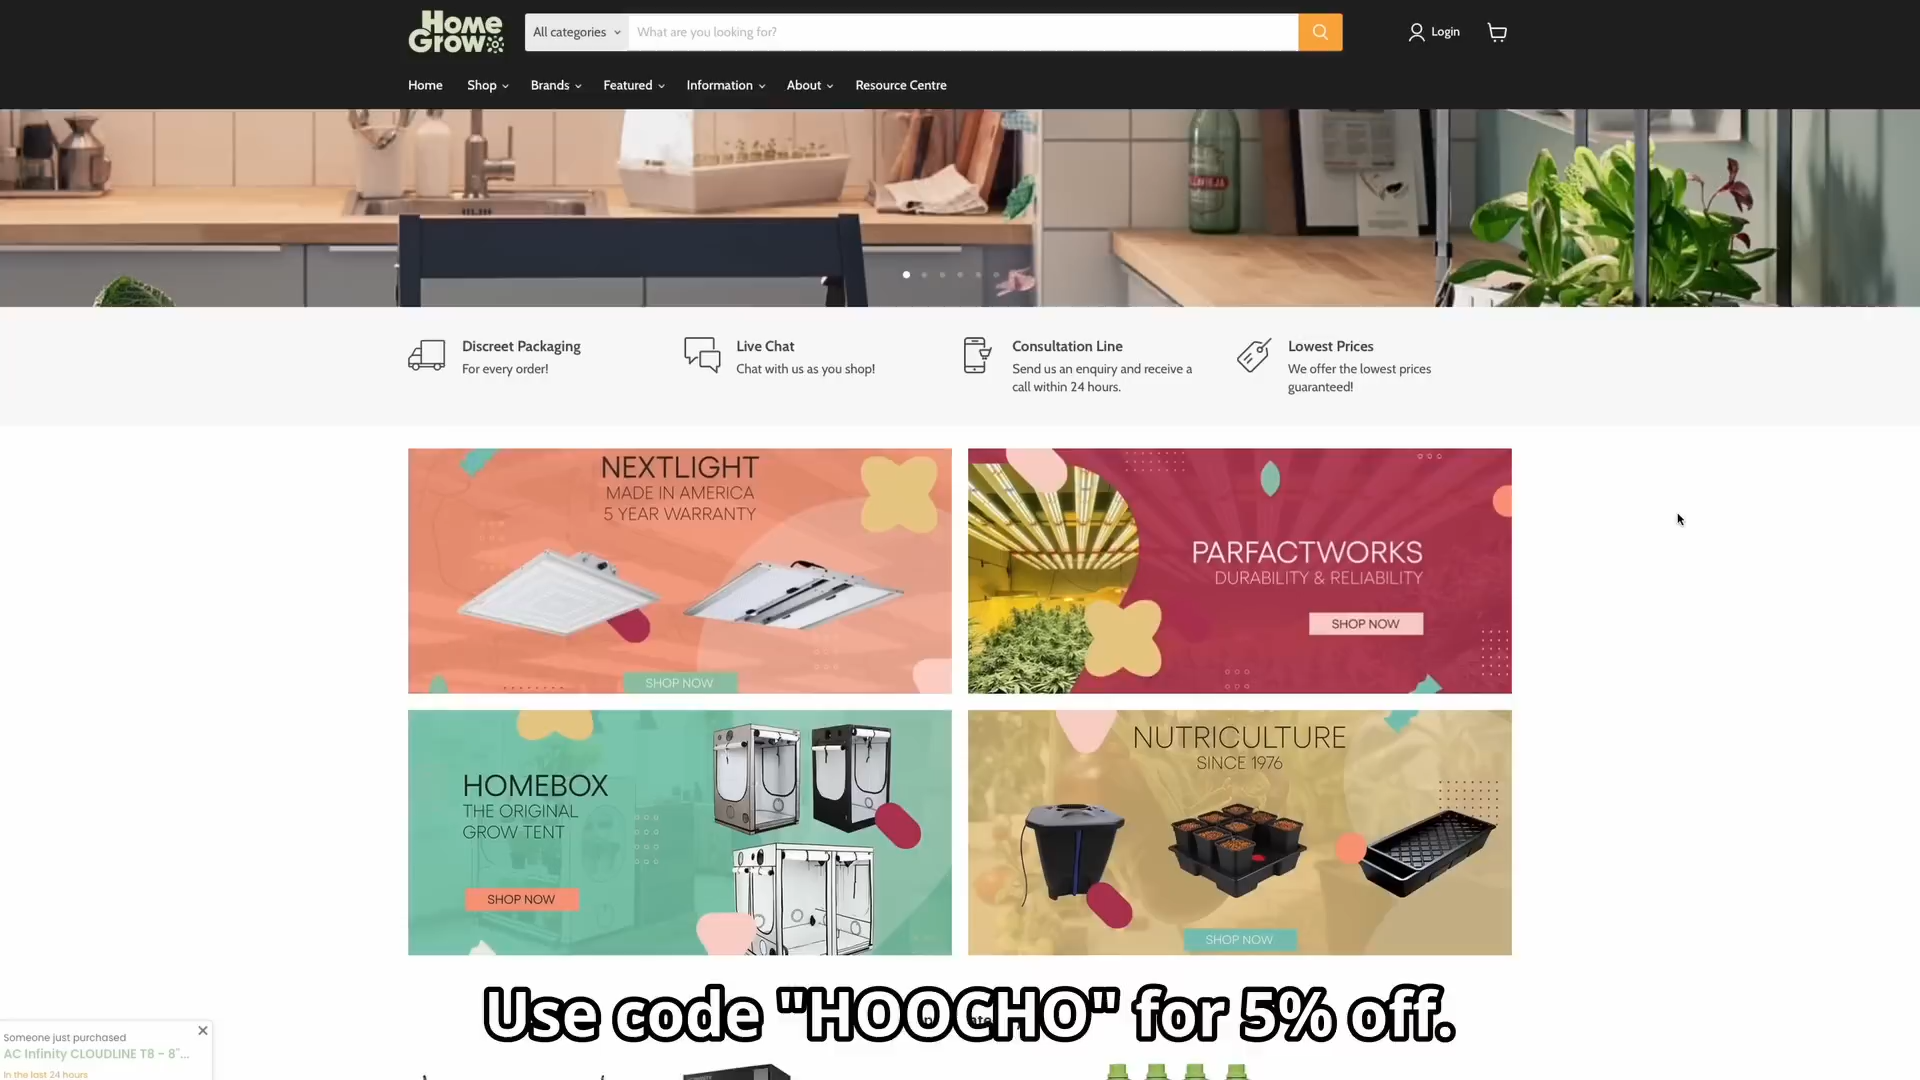 Home
Grow
All categories
What are you looking for?
Login
Home
Shop
Brands
Featured
Information
About
Resource Centre
Discreet Packaging
For every order!
Live Chat
Chat with us as you shop!
Consultation Line
Send us an enquiry and receive a
call within 24 hours.
Lowest Prices
We offer the lowest prices
guaranteed!
NEXTLIGHT
MADE IN AMERICA
5 YEAR WARRANTY
SHOP NOW
PARFACTWORKS
DURABILITY & RELIABILITY
SHOP NOW
HOMEBOX
THE ORIGINAL
GROW TENT
SHOP NOW
NUTRICULTURE
SINCE 1976
SHOP NOW
Use code "HOOCHO" for 5% off.
Someone just purchased
AC Infinity CLOUDLINE T8 - 8"...
In the last 24 hours